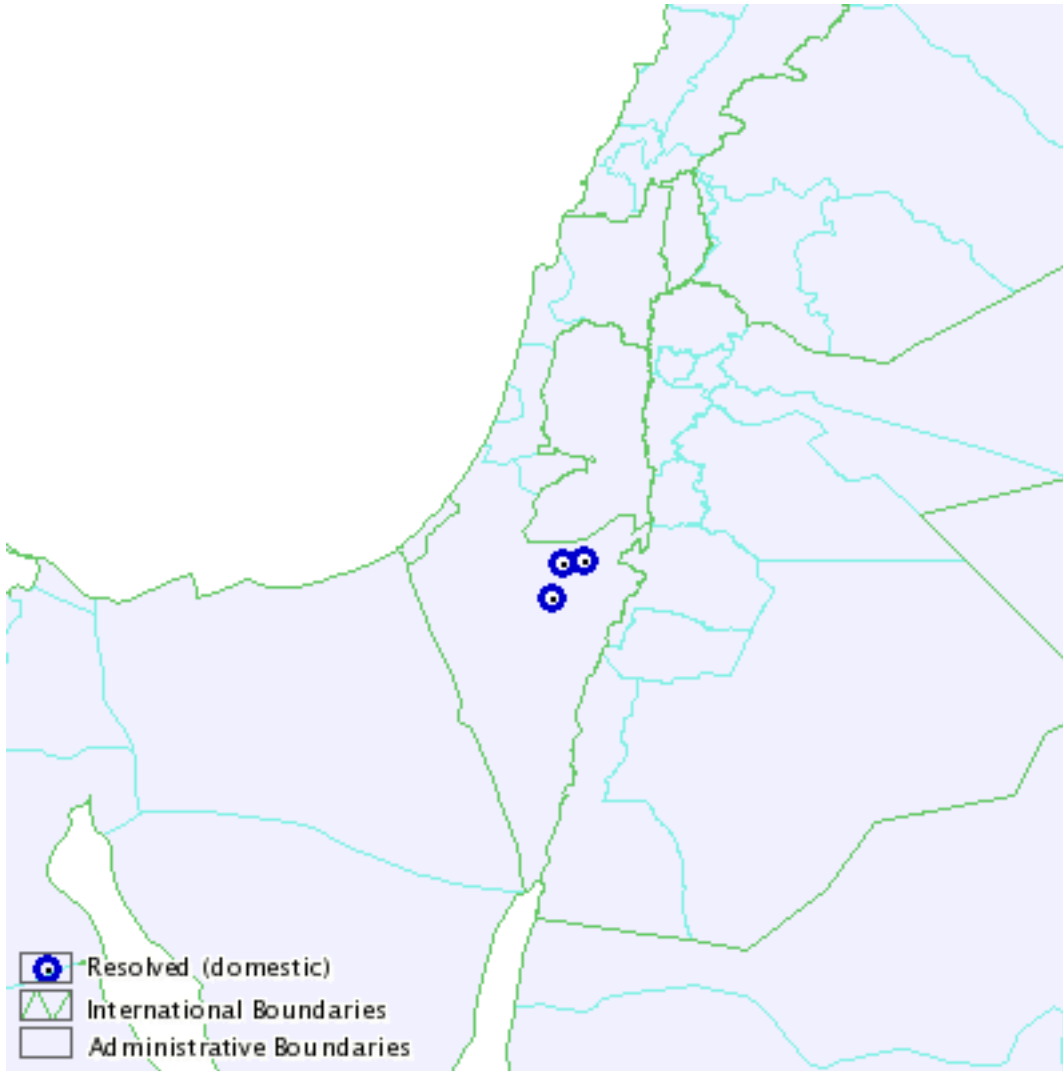 Resolved (domestic)
International Boundaries
Administrative Boundaries